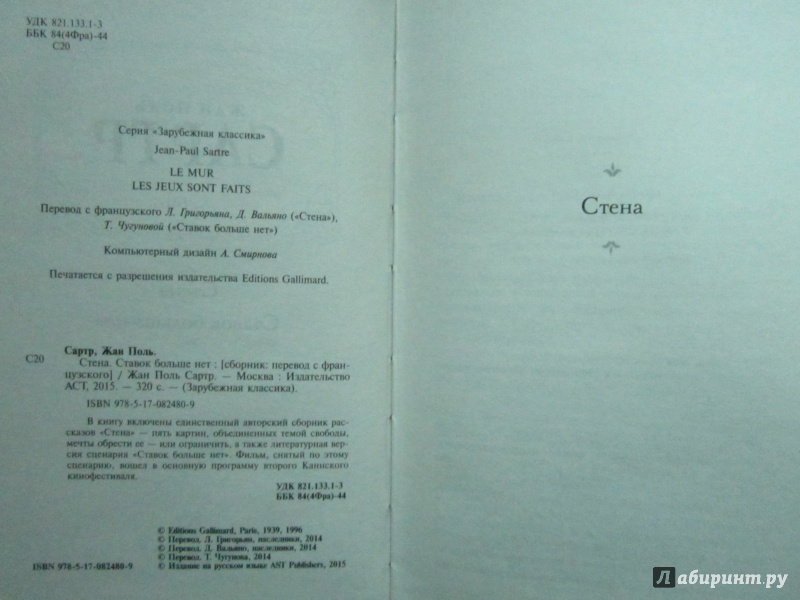 УДК 821.133.1-3
ББК 84(4Фра)-44
С20
Серия «Зарубежная классика»
Jean-Paul Sartre
LE MUR
LES JEUX SONT FAITS
Перевод с французского Л. Григорьяна, Д. Вальяно («Стена»),
Т. Чугуновой («Ставок больше нет»)
Компьютерный дизайн А. Смирнова
Печатается с разрешения издательства Editions Gallimard.
Сартр, Жан Поль.
С20 Стена. Ставок больше нет : [сборник: перевод с фран-
цузского] / Жан Поль Сартр. — Москва : Издательство
АСТ, 2015. — 320 с. — (Зарубежная классика).
ISBN 978-5-17-082480-9
В книгу включены единственный авторский сборник рас-
сказов «Стена» — пять картин, объединенных темой свободы,
мечты обрести ее — или ограничить, а также литературная вер-
сия сценария «Ставок больше нет». Фильм, снятый по этому
сценарию, вошел в основную программу второго Каннского
кинофестиваля.
УДК 821.133.1-3
ББК 84(4Фра)-44
© Editions Gallimard, Paris, 1939, 1996
© Перевод. Л. Григорьян, наследники, 2014
© Перевод. Д. Вальяно, наследники, 2014
© Перевод. Т. Чугунова, 2014
ISBN 978-5-17-082480-9 © Издание на русском языке AST Publishers, 2015
Стена
лабиринт.ру